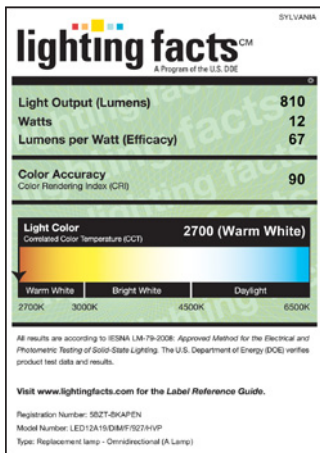 SYLVANIA
lighting facts CM
A Program of the U.S. DOE
Light Output (Lumens) 810
Watts 12
Lumens per Watt (Efficacy) 67
Color Accuracy 90
Color Rendering Index (CRI)
Light Color 2700 (Warm White)
Correlated Color Temperature (CCT)
Warm White Bright White Daylight
2700K 3000K 4500K 6500K
All results are according to IESNA LM-79-2008: Approved Method for the Electrical and
Photometric Testing of Solid-State Lighting. The U.S. Department of Energy (DOE) verifies
product test data and results.
Visit www.lightingfacts.com for the Label Reference Guide.
Registration Number: 5BZT-BKAPEN
Model Number: LED12A19/DIM/F/927/HVP
Type: Replacement lamp - Omnidirectional (A Lamp)